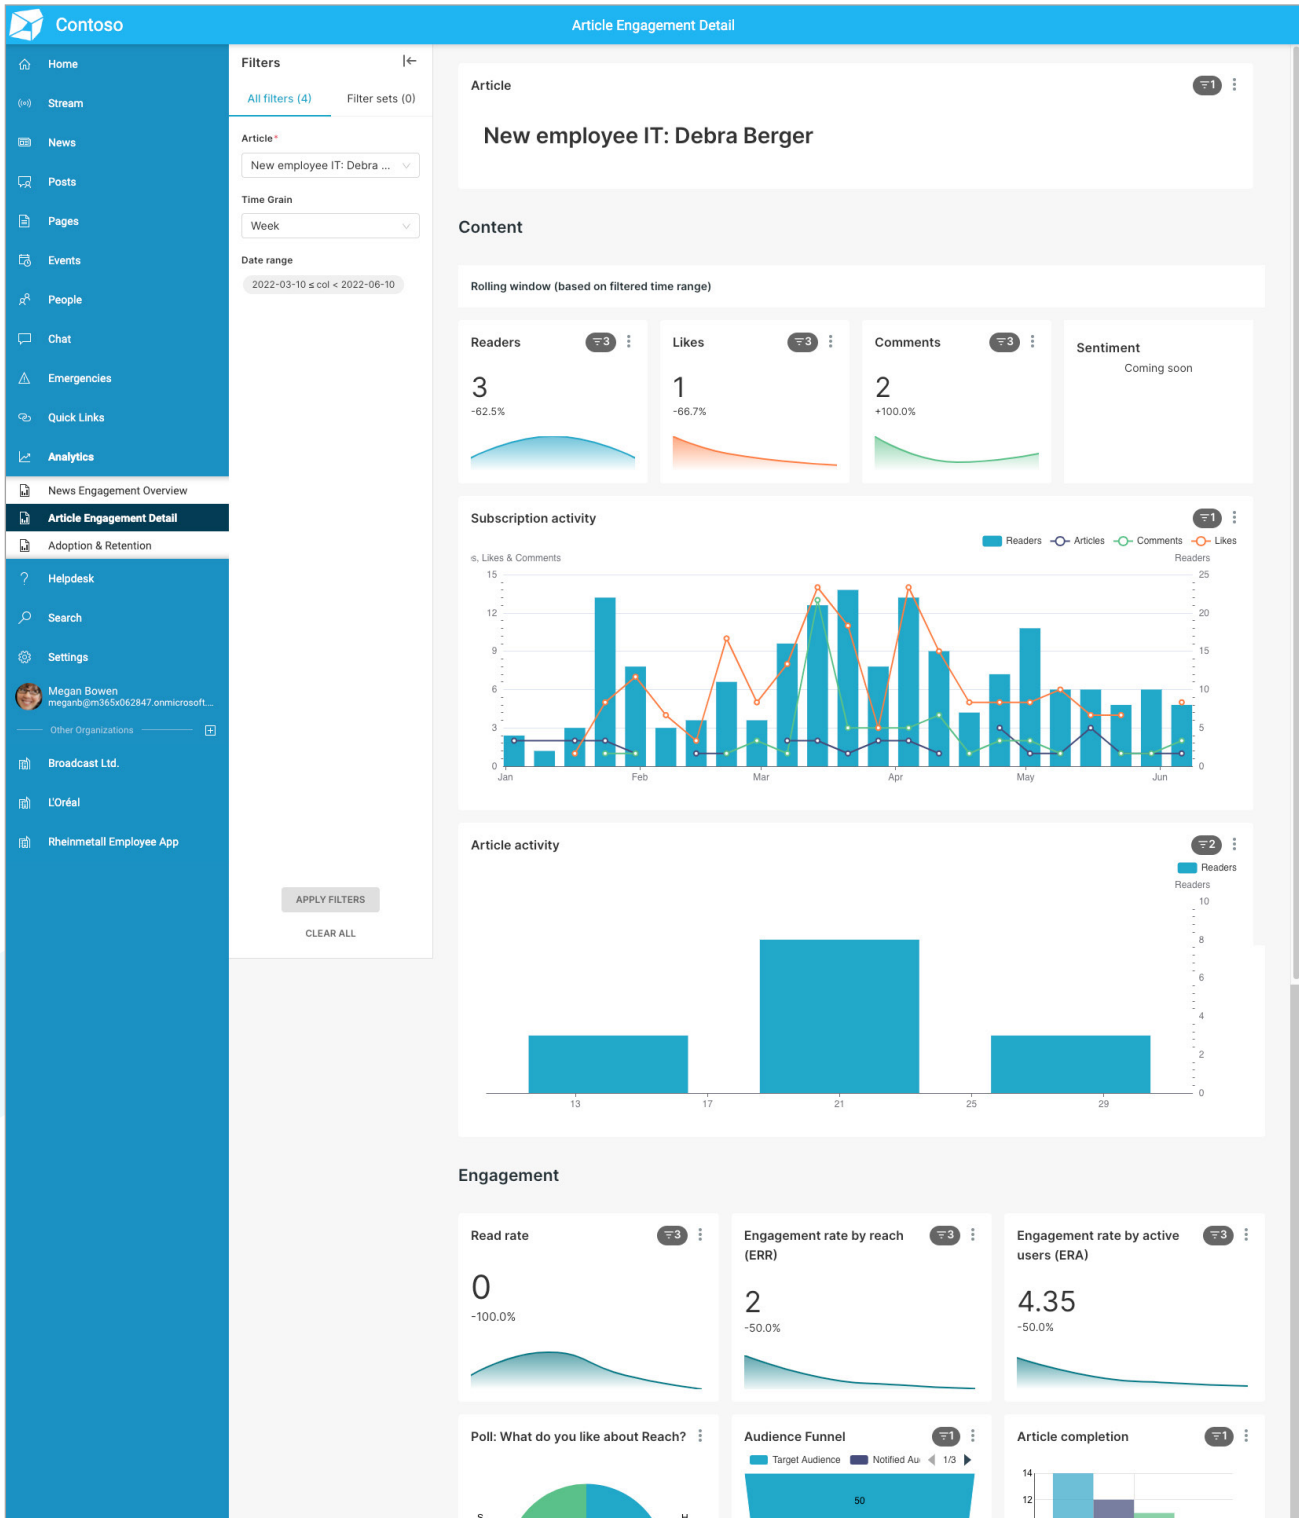 Contoso
Article Engagement Detail
Home
Stream
News
Posts
Pages
Events
People
Chat
Emergencies
Quick Links
Analytics
News Engagement Overview
Article Engagement Detail
Adoption & Retention
Helpdesk
Search
Settings
Megan Bowen
meganb@m365x062847.onmicrosoft...
Other Organizations
Broadcast Ltd.
L'Oréal
Rheinmetall Employee App
Filters
All filters (4) Filter sets (0)
Article*
New employee IT: Debra ...
Time Grain
Week
Date range
2022-03-10 ≤ col < 2022-06-10
APPLY FILTERS
CLEAR ALL
Article 1
New employee IT: Debra Berger
Content
Rolling window (based on filtered time range)
Readers 3
3
-62.5%
Likes 3
1
-66.7%
Comments 3
2
+100.0%
Sentiment
Coming soon
Subscription activity 1
Readers Articles Comments Likes
s, Likes & Comments Readers
15 25
12 20
9 15
6 10
3 5
0 0
Jan Feb Mar Apr May Jun
Article activity 2
Readers
Readers
10
8
6
4
2
0
13 17 21 25 29
Engagement
Read rate 3
0
-100.0%
Engagement rate by reach 3
(ERR)
2
-50.0%
Engagement rate by active 3
users (ERA)
4.35
-50.0%
Poll: What do you like about Reach?
S H
Audience Funnel 1
Target Audience Notified Au 1/3
50
Article completion 1
14
12